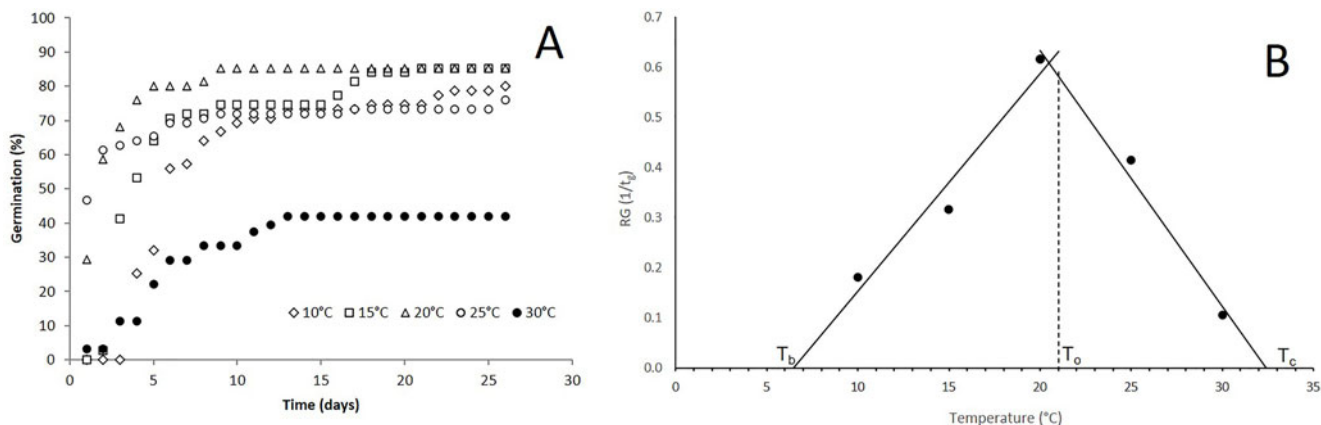 A
Germination (%)
100
90
80
70
60
50
40
30
20
10
0
10°C 15°C 20°C 25°C 30°C
0 5 10 15 20 25 30
Time (days)
B
RG (1/tg)
0.7
0.6
0.5
0.4
0.3
0.2
0.1
0.0
Tb To Tc
0 5 10 15 20 25 30 35
Temperature (°C)